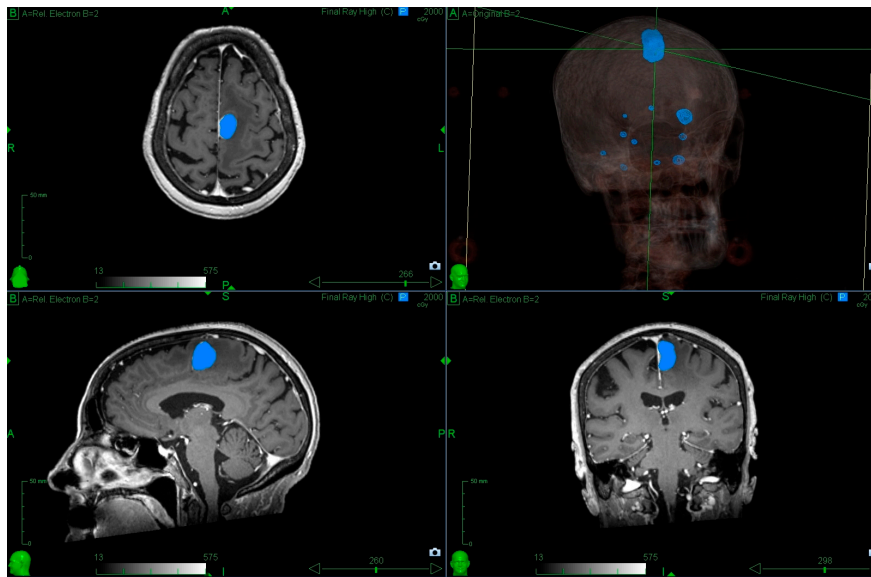 B A=Rel. Electron B=2 A Final Ray High (C) P 2000
cGy
R L
50 mm
0
13 575 P 266
A A=Original B=2
B A=Rel. Electron B=2 S Final Ray High (C) P 2000
cGy
A P
50 mm
0
13 575 I 260
B A=Rel. Electron B=2 S Final Ray High (C) P 200
cGy
R
50 mm
0
13 575 I 298